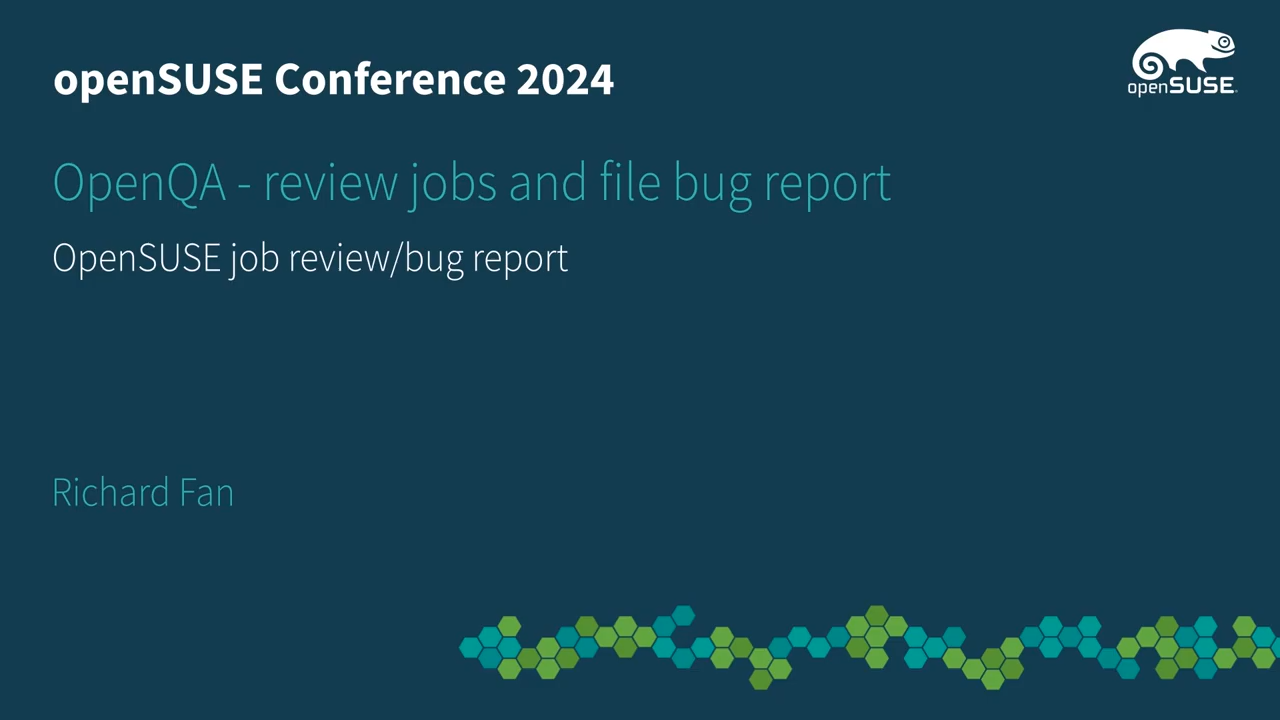 openSUSE Conference 2024
openSUSE
OpenQA - review jobs and file bug report
OpenSUSE job review/bug report
Richard Fan